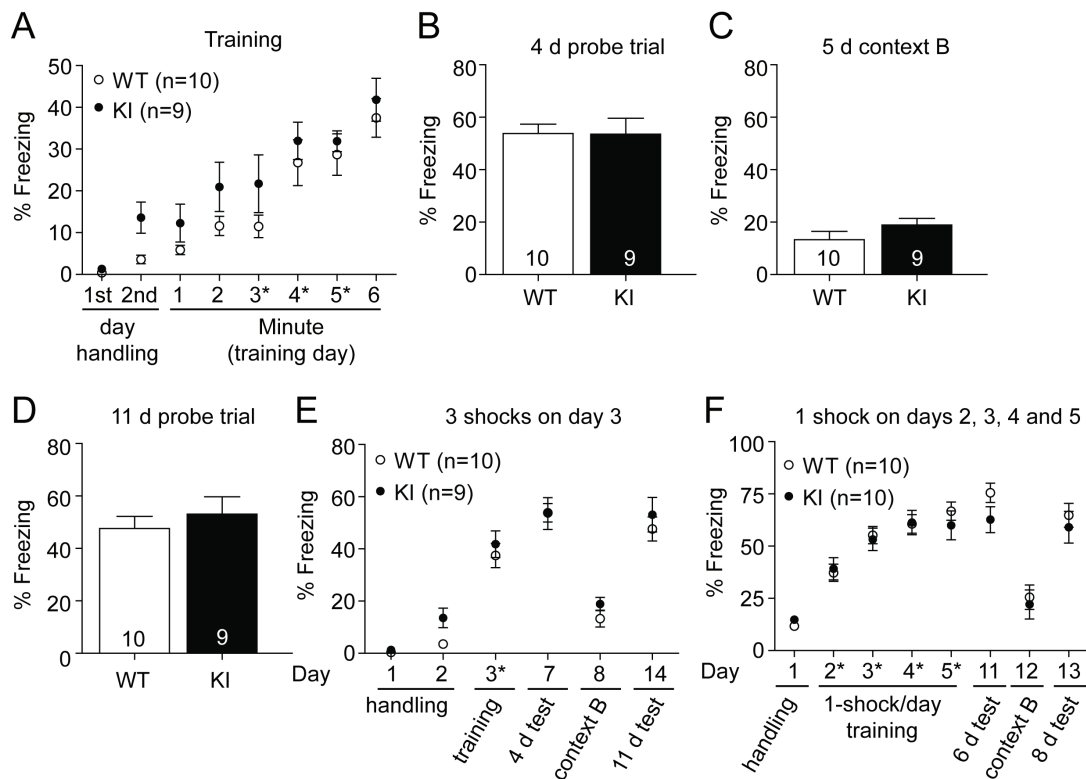 A
Training
% Freezing
50
40
30
20
10
0
WT (n=10)
KI (n=9)
1st 2nd 1 2 3* 4* 5* 6
day handling
Minute (training day)
B
4 d probe trial
% Freezing
80
60
40
20
0
10 9
WT KI
C
5 d context B
% Freezing
80
60
40
20
0
10 9
WT KI
D
11 d probe trial
% Freezing
80
60
40
20
0
10 9
WT KI
E
3 shocks on day 3
% Freezing
80
60
40
20
0
WT (n=10)
KI (n=9)
Day 1 2 3* 7 8 14
handling
training
4 d test
context B
11 d test
F
1 shock on days 2, 3, 4 and 5
% Freezing
100
75
50
25
0
WT (n=10)
KI (n=10)
Day 1 2* 3* 4* 5* 11 12 13
handling
1-shock/day
training
6 d test
context B
8 d test